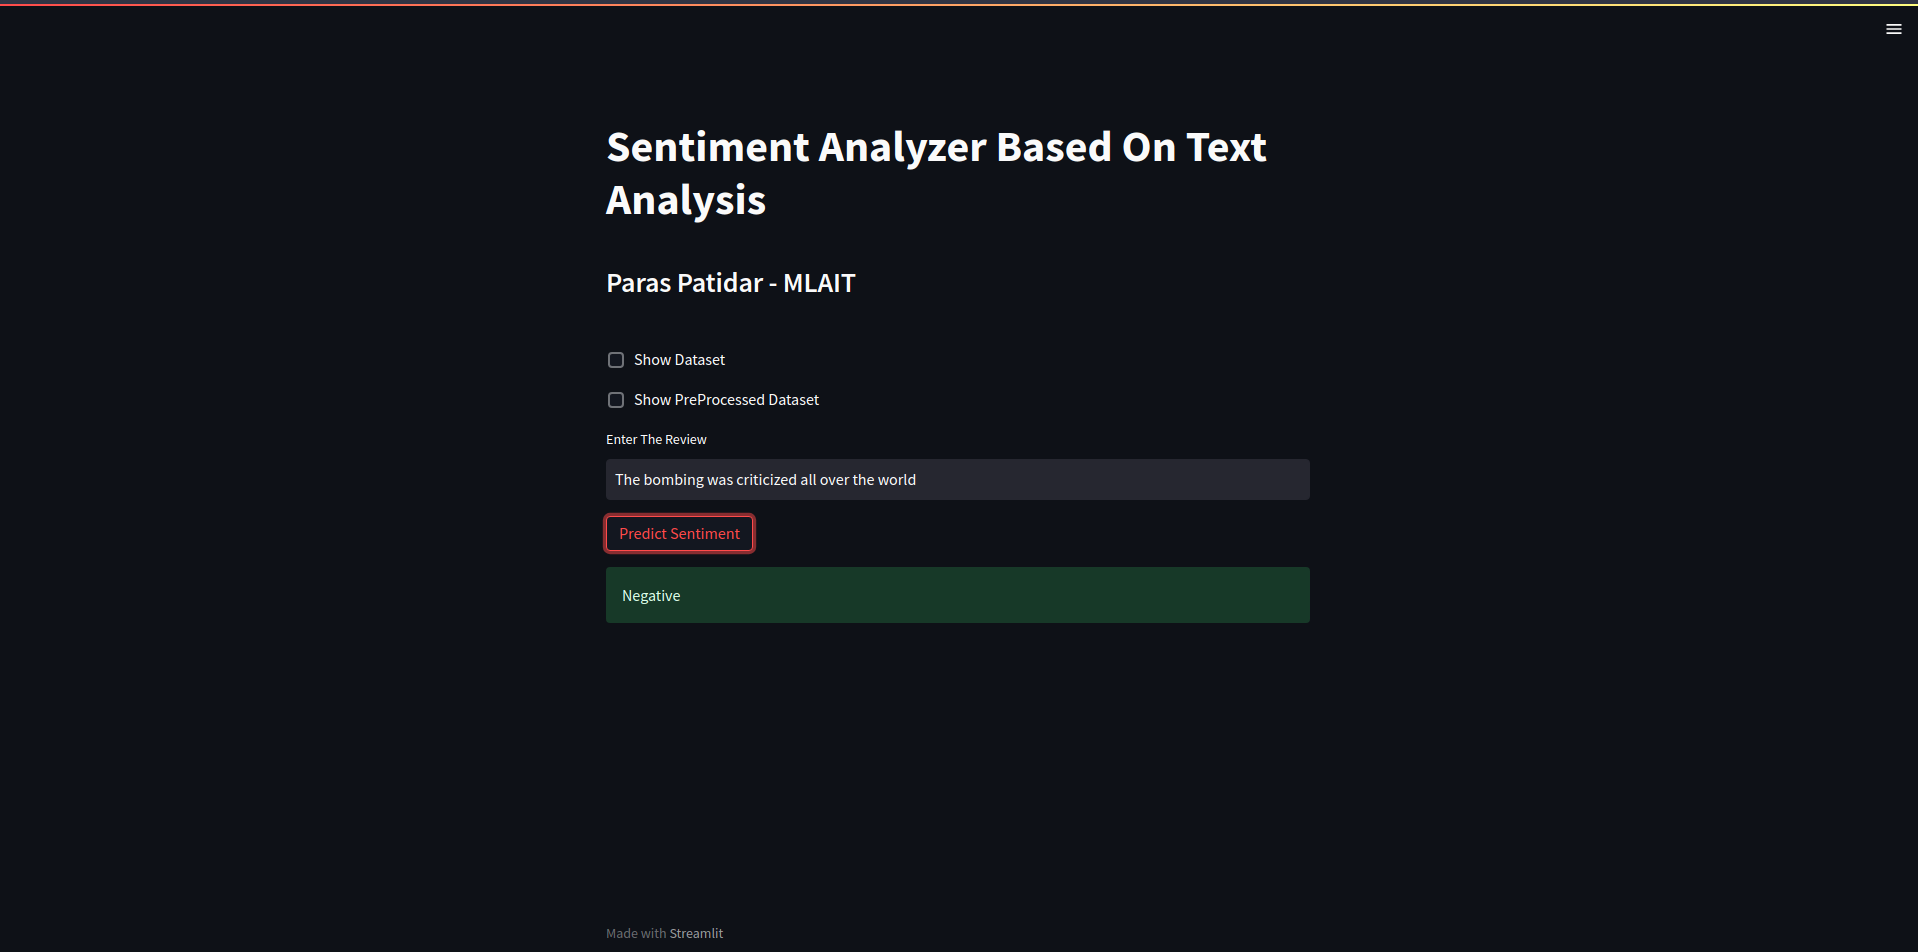 Sentiment Analyzer Based On Text
Analysis
Paras Patidar - MLAIT
Show Dataset
Show PreProcessed Dataset
Enter The Review
The bombing was criticized all over the world
Predict Sentiment
Negative
Made with Streamlit